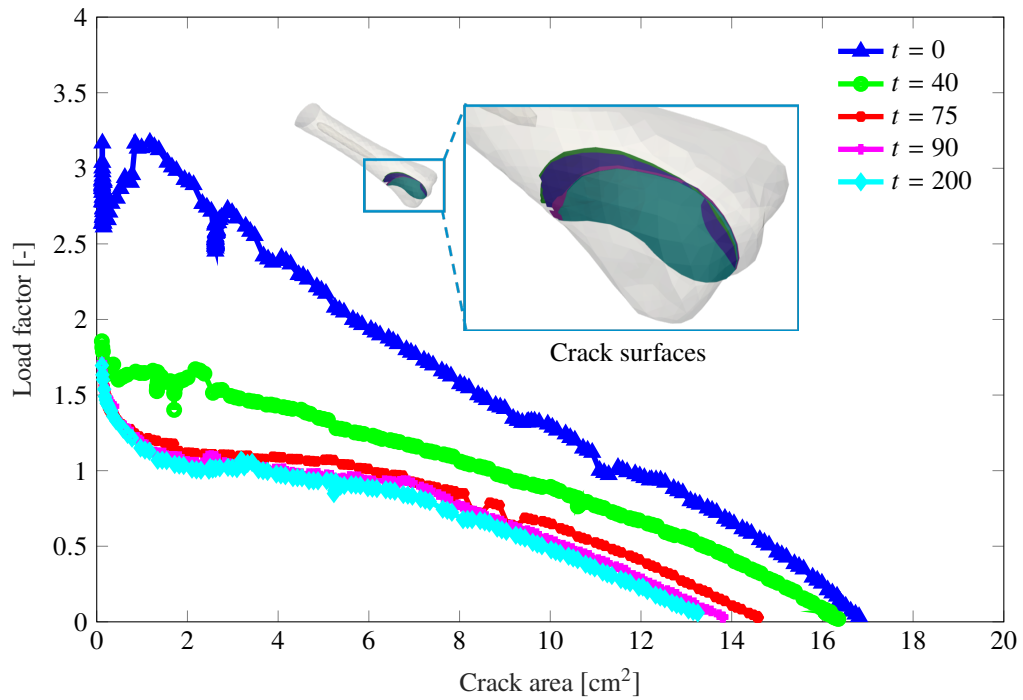 4
3.5
3
2.5
2
1.5
1
0.5
0
Load factor [-]
0 2 4 6 8 10 12 14 16 18 20
Crack area [cm²]
Crack surfaces
t = 0
t = 40
t = 75
t = 90
t = 200